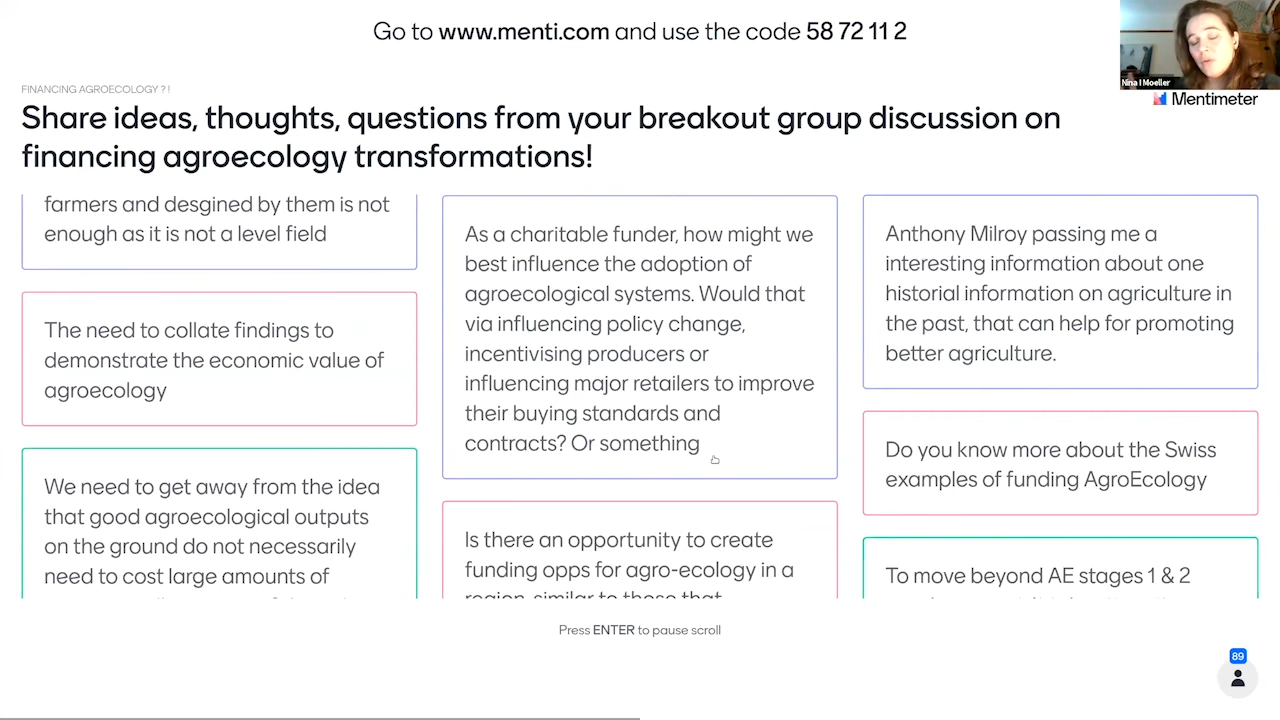 Go to www.menti.com and use the code 58 72 11 2
Nina I Moeller
Mentimeter
FINANCING AGROECOLOGY ? !
Share ideas, thoughts, questions from your breakout group discussion on
financing agroecology transformations!
farmers and desgined by them is not
enough as it is not a level field
The need to collate findings to
demonstrate the economic value of
agroecology
We need to get away from the idea
that good agroecological outputs
on the ground do not necessarily
need to cost large amounts of
As a charitable funder, how might we
best influence the adoption of
agroecological systems. Would that
via influencing policy change,
incentivising producers or
influencing major retailers to improve
their buying standards and
contracts? Or something
Is there an opportunity to create
funding opps for agro-ecology in a
region, similar to those that
Anthony Milroy passing me a
interesting information about one
historial information on agriculture in
the past, that can help for promoting
better agriculture.
Do you know more about the Swiss
examples of funding AgroEcology
To move beyond AE stages 1 & 2
Press ENTER to pause scroll
89